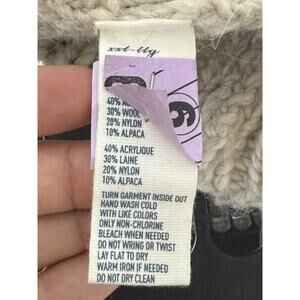 xxl-ttg
40%
30% WOOL
20% NYLON
10% ALPACA
40% ACRYLIQUE
30% LAINE
20% NYLON
10% ALPACA
TURN GARMENT INSIDE OUT
HAND WASH COLD
WITH LIKE COLORS
ONLY NON-CHLORINE
BLEACH WHEN NEEDED
DO NOT WRING OR TWIST
LAY FLAT TO DRY
WARM IRON IF NEEDED
DO NOT DRY CLEAN